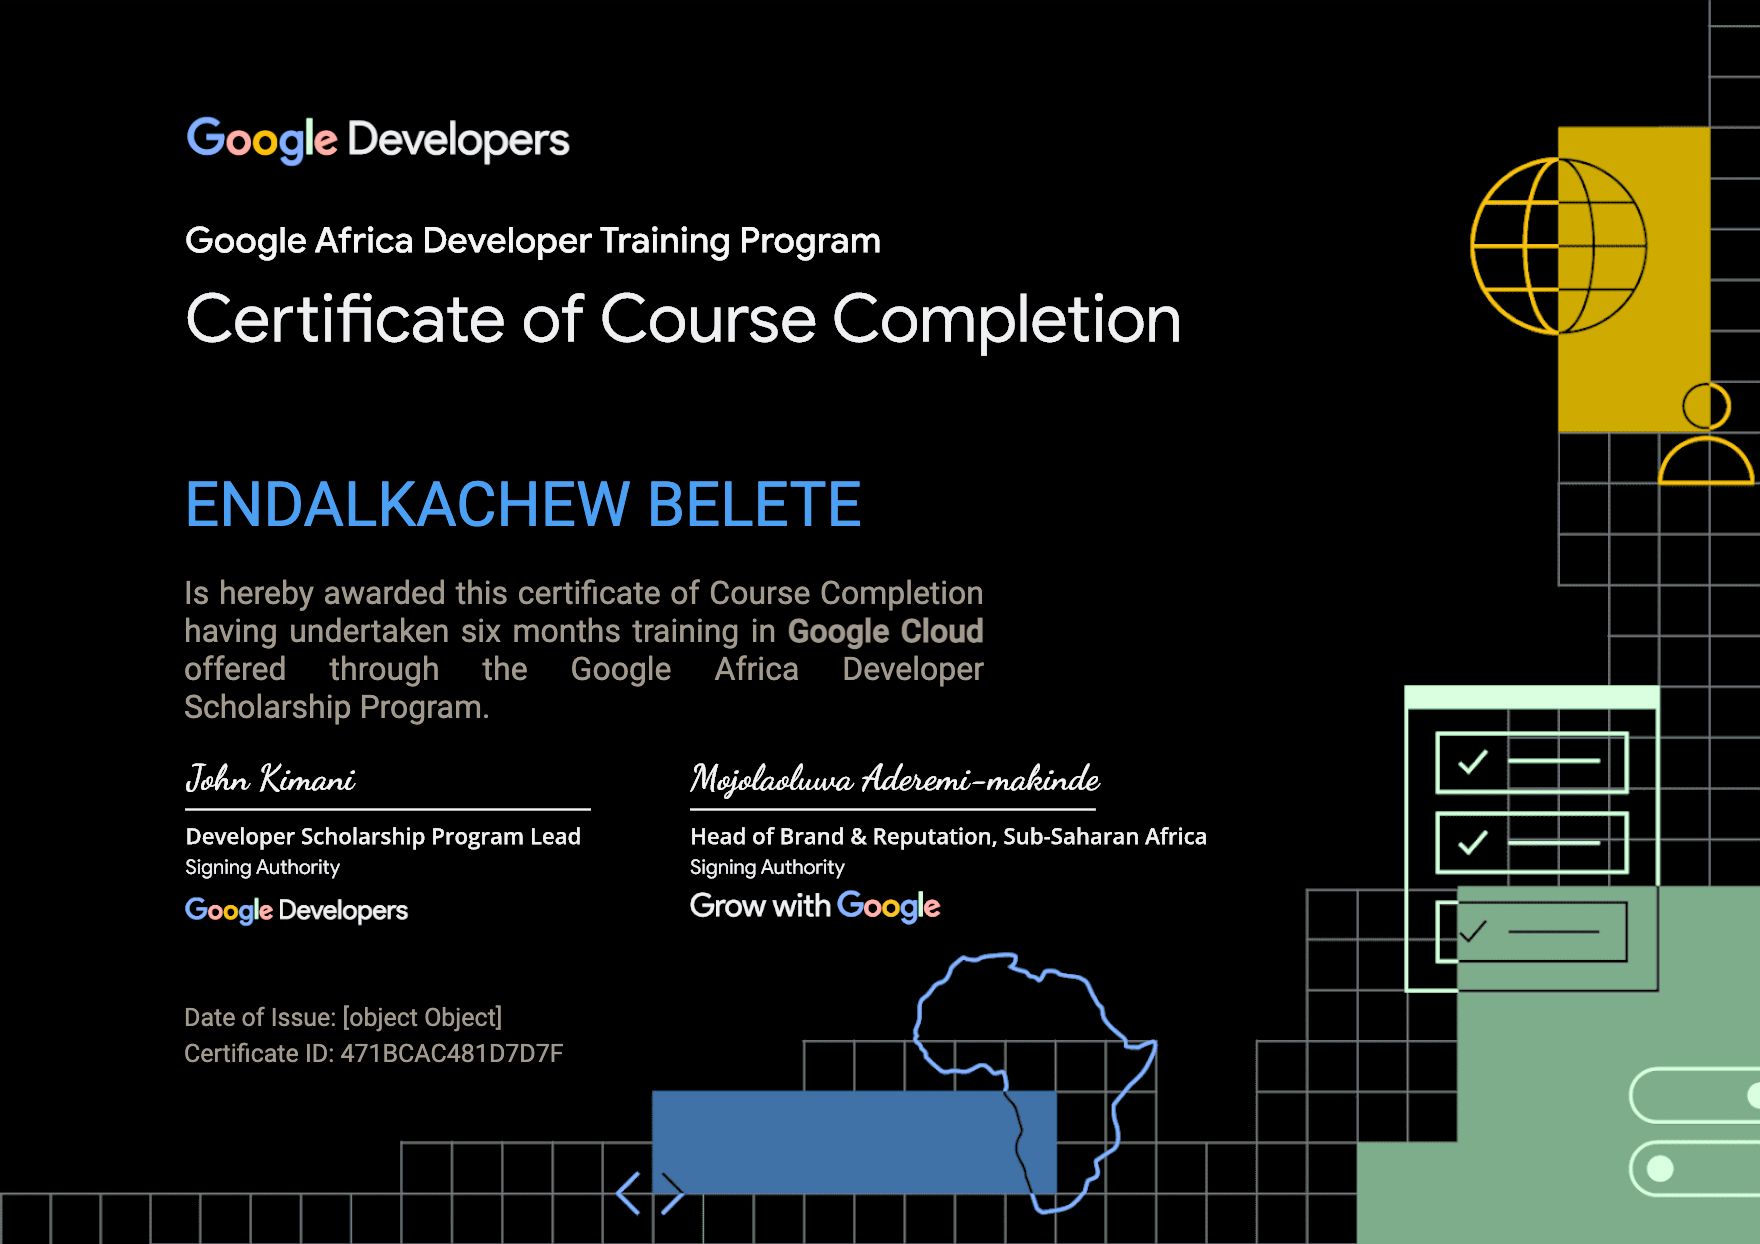 Google Developers
Google Africa Developer Training Program
Certificate of Course Completion
ENDALKACHEW BELETE
Is hereby awarded this certificate of Course Completion
having undertaken six months training in Google Cloud
offered through the Google Africa Developer
Scholarship Program.
John Kimani
Developer Scholarship Program Lead
Signing Authority
Google Developers
Mojolaoluwa Aderemi-makinde
Head of Brand & Reputation, Sub-Saharan Africa
Signing Authority
Grow with Google
Date of Issue: [object Object]
Certificate ID: 471BCAC481D7D7F